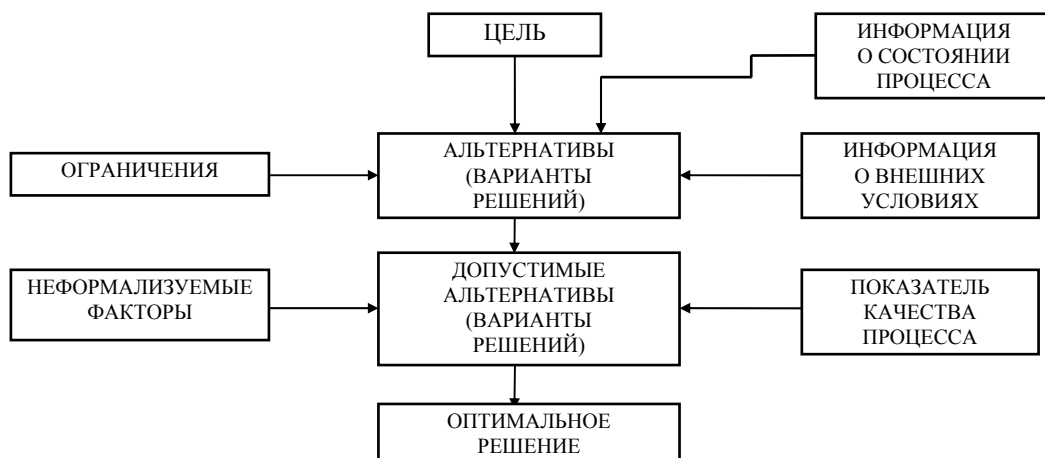 ЦЕЛЬ
ИНФОРМАЦИЯ
О СОСТОЯНИИ
ПРОЦЕССА
ОГРАНИЧЕНИЯ
АЛЬТЕРНАТИВЫ
(ВАРИАНТЫ
РЕШЕНИЙ)
ИНФОРМАЦИЯ
О ВНЕШНИХ
УСЛОВИЯХ
НЕФОРМАЛИЗУЕМЫЕ
ФАКТОРЫ
ДОПУСТИМЫЕ
АЛЬТЕРНАТИВЫ
(ВАРИАНТЫ
РЕШЕНИЙ)
ПОКАЗАТЕЛЬ
КАЧЕСТВА
ПРОЦЕССА
ОПТИМАЛЬНОЕ
РЕШЕНИЕ